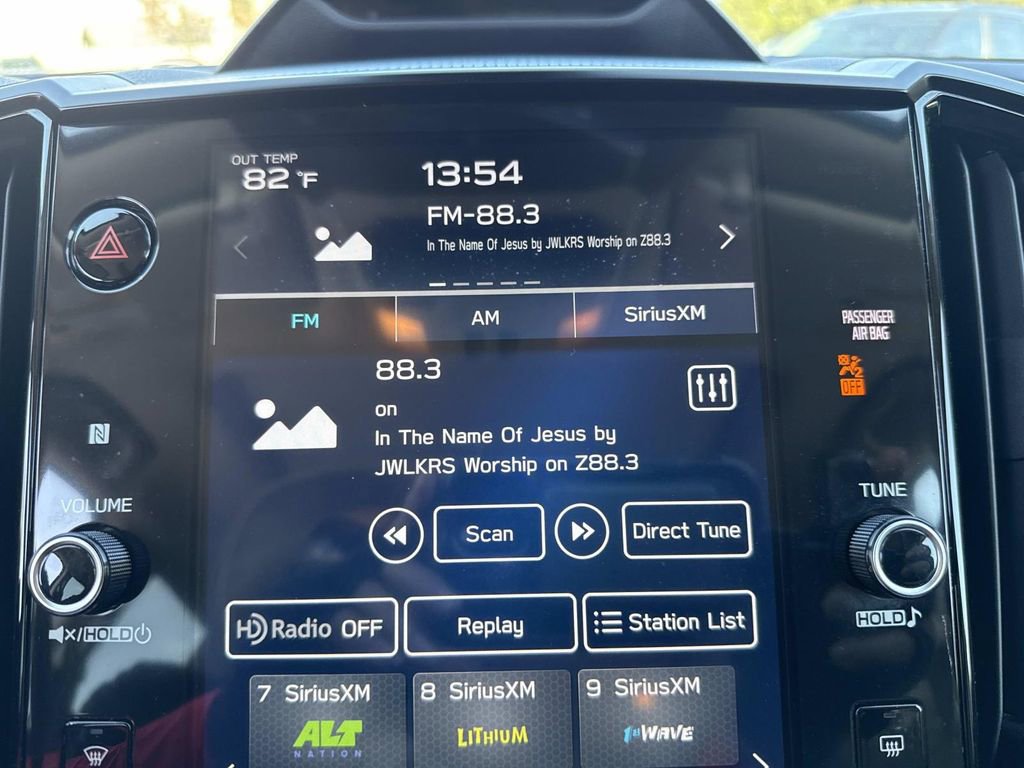 OUT TEMP
82 °F
13:54
FM-88.3
In The Name Of Jesus by JWLKRS Worship on Z88.3
FM
AM
SiriusXM
PASSENGER
AIR BAG
OFF
88.3
on
In The Name Of Jesus by
JWLKRS Worship on Z88.3
N
VOLUME
TUNE
Scan
Direct Tune
/HOLD
HOLD
HD Radio OFF
Replay
Station List
7 SiriusXM
8 SiriusXM
9 SiriusXM
ALT
NATION
LITHIUM
1st WAVE